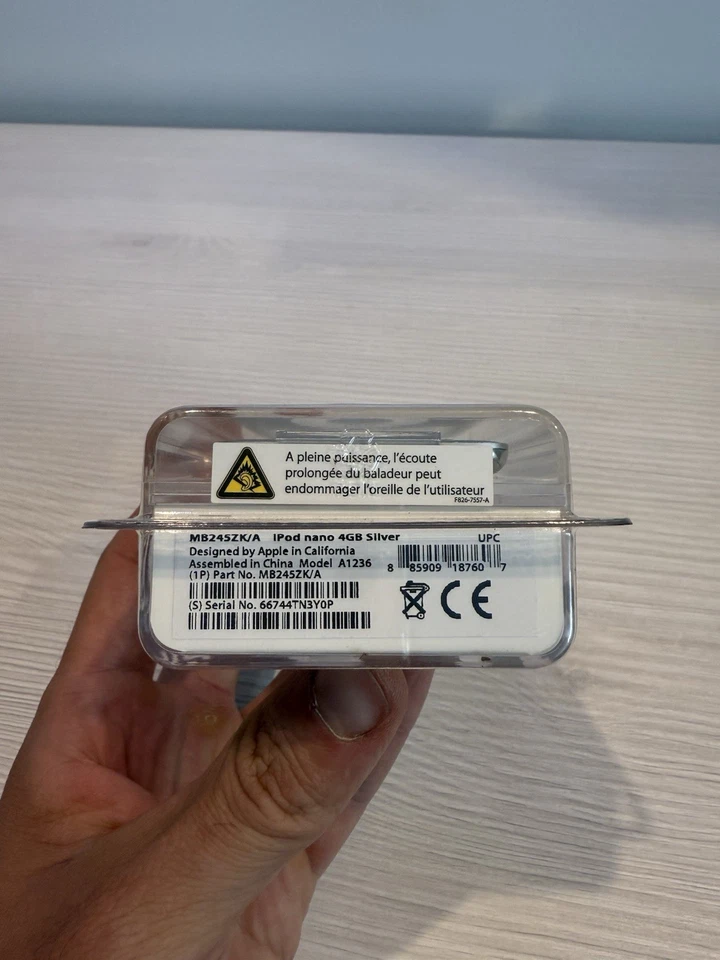 A pleine puissance, l'écoute
prolongée du baladeur peut
endommager l'oreille de l'utilisateur
F826-7557-A
MB245ZK/A iPod nano 4GB Silver
UPC
Designed by Apple in California
Assembled in China Model A1236
(1P) Part No. MB245ZK/A
8 85909 18760 7
(S) Serial No. 66744TN3Y0P
CE